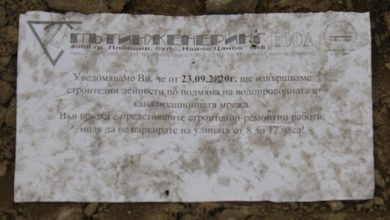 ПЪТИНЖЕНЕРИНГ ЕООД
4000 гр. Пловдив, бул. "Найчо Цанов" №6
Уведомяваме Ви, че от 23.09.2020г. ще извършваме
строителни дейности по подмяна на водопроводната и
канализационната мрежа.
Във връзка с предстоящите строително-ремонтни работи,
моля да не паркирате на улицата от 8 до 17 часа!